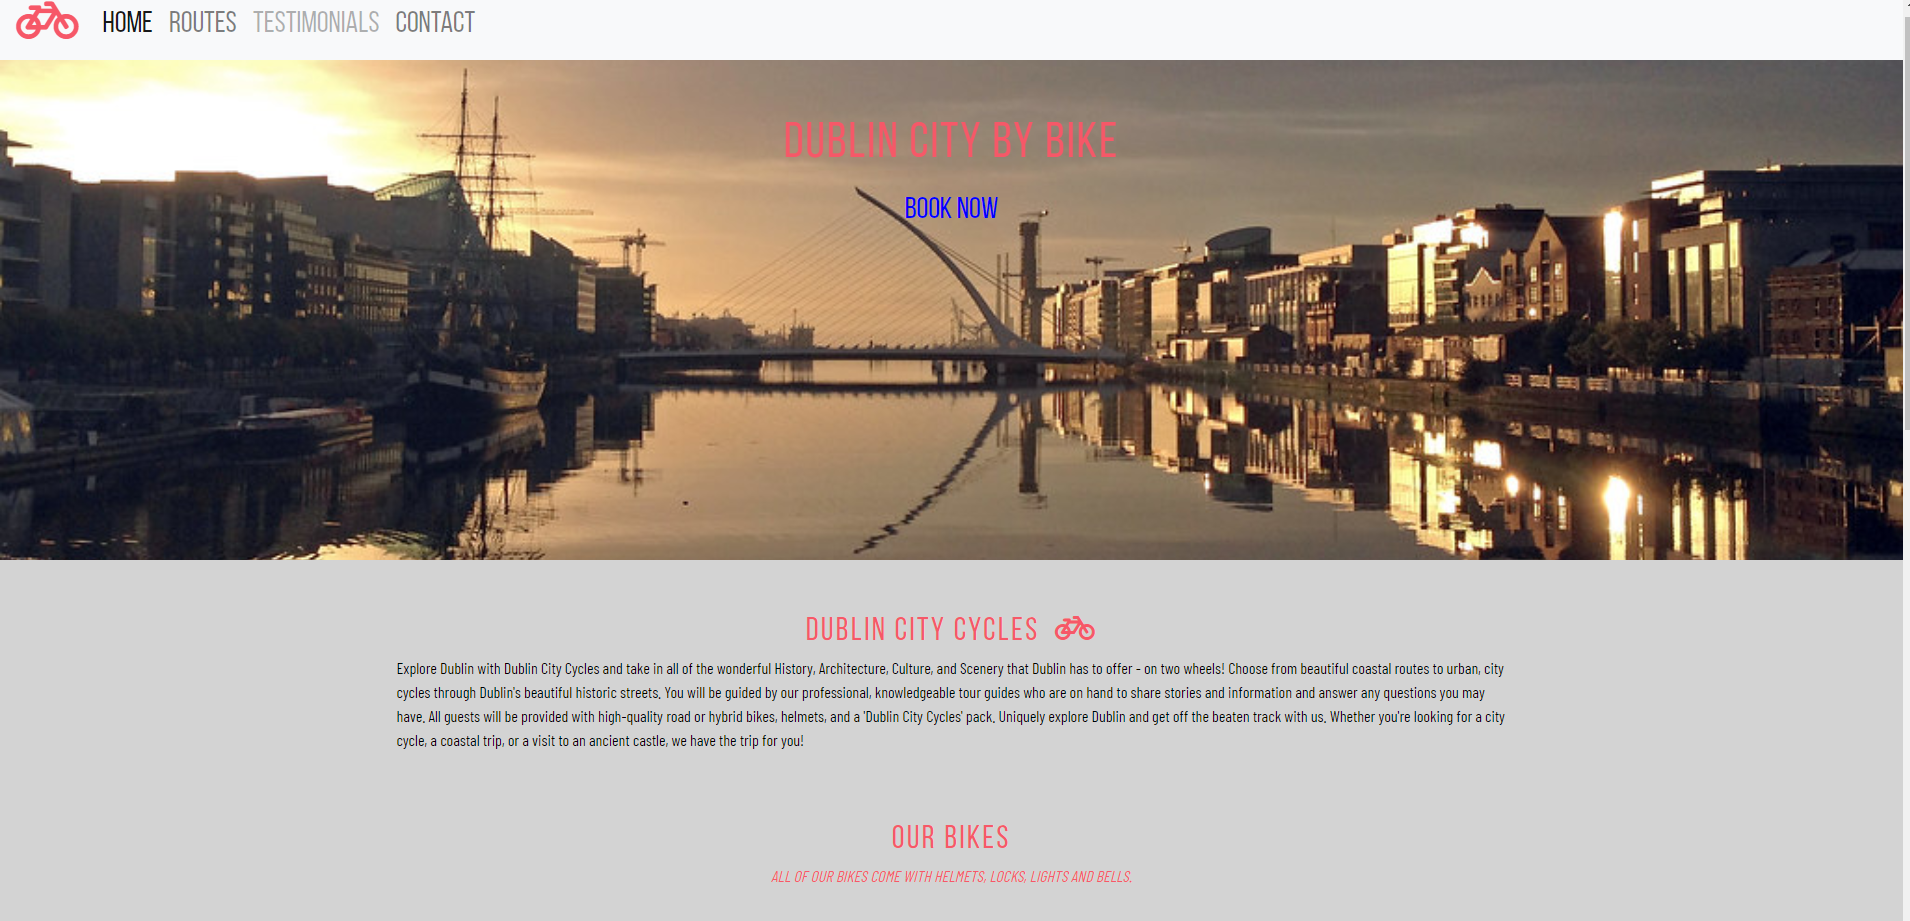 HOME ROUTES TESTIMONIALS CONTACT
DUBLIN CITY BY BIKE
BOOK NOW
DUBLIN CITY CYCLES
Explore Dublin with Dublin City Cycles and take in all of the wonderful History, Architecture, Culture, and Scenery that Dublin has to offer - on two wheels! Choose from beautiful coastal routes to urban, city
cycles through Dublin's beautiful historic streets. You will be guided by our professional, knowledgeable tour guides who are on hand to share stories and information and answer any questions you may
have. All guests will be provided with high-quality road or hybrid bikes, helmets, and a 'Dublin City Cycles' pack. Uniquely explore Dublin and get off the beaten track with us. Whether you're looking for a city
cycle, a coastal trip, or a visit to an ancient castle, we have the trip for you!
OUR BIKES
ALL OF OUR BIKES COME WITH HELMETS, LOCKS, LIGHTS AND BELLS.